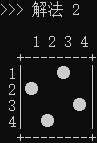 >>> 解法 2
1 2 3 4
+---------+
1|     ●   |
2| ●       |
3|       ● |
4|   ●     |
+---------+